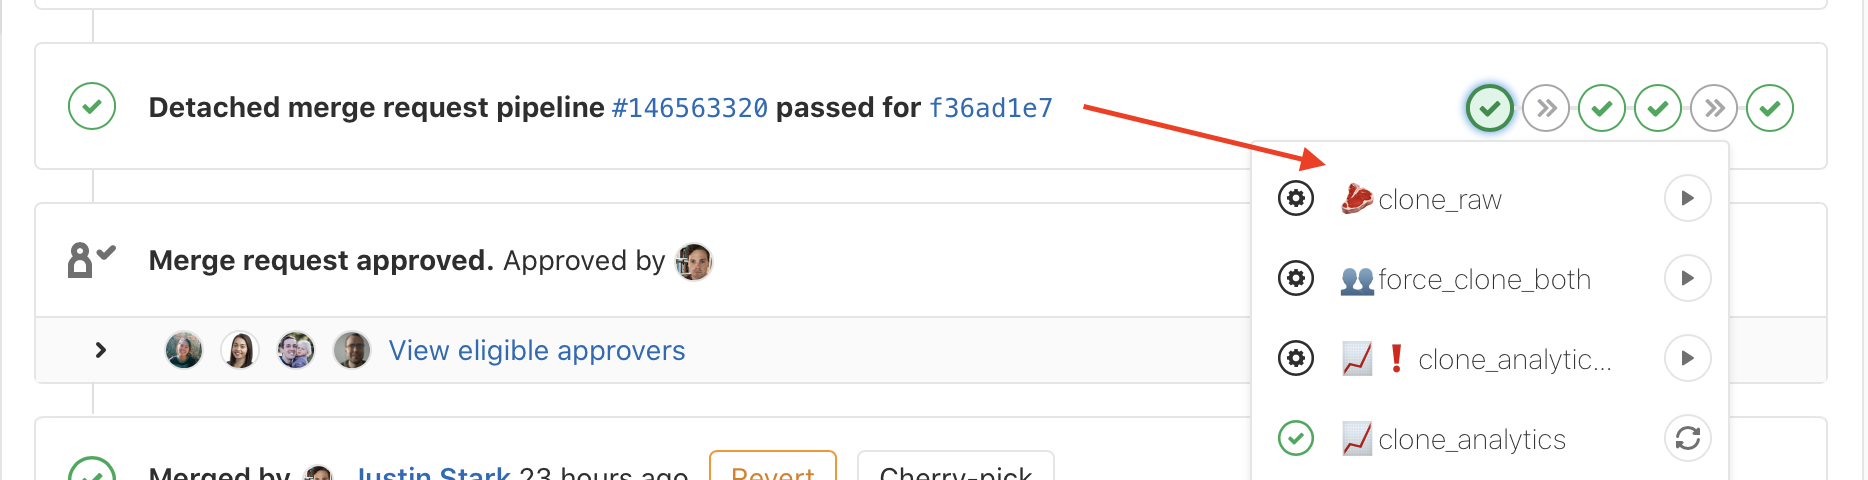 Detached merge request pipeline #146563320 passed for f36ad1e7
clone_raw
force_clone_both
clone_analytic...
clone_analytics
Merge request approved. Approved by
View eligible approvers
Merged by Justin Stark 23 hours ago Revert Cherry-pick